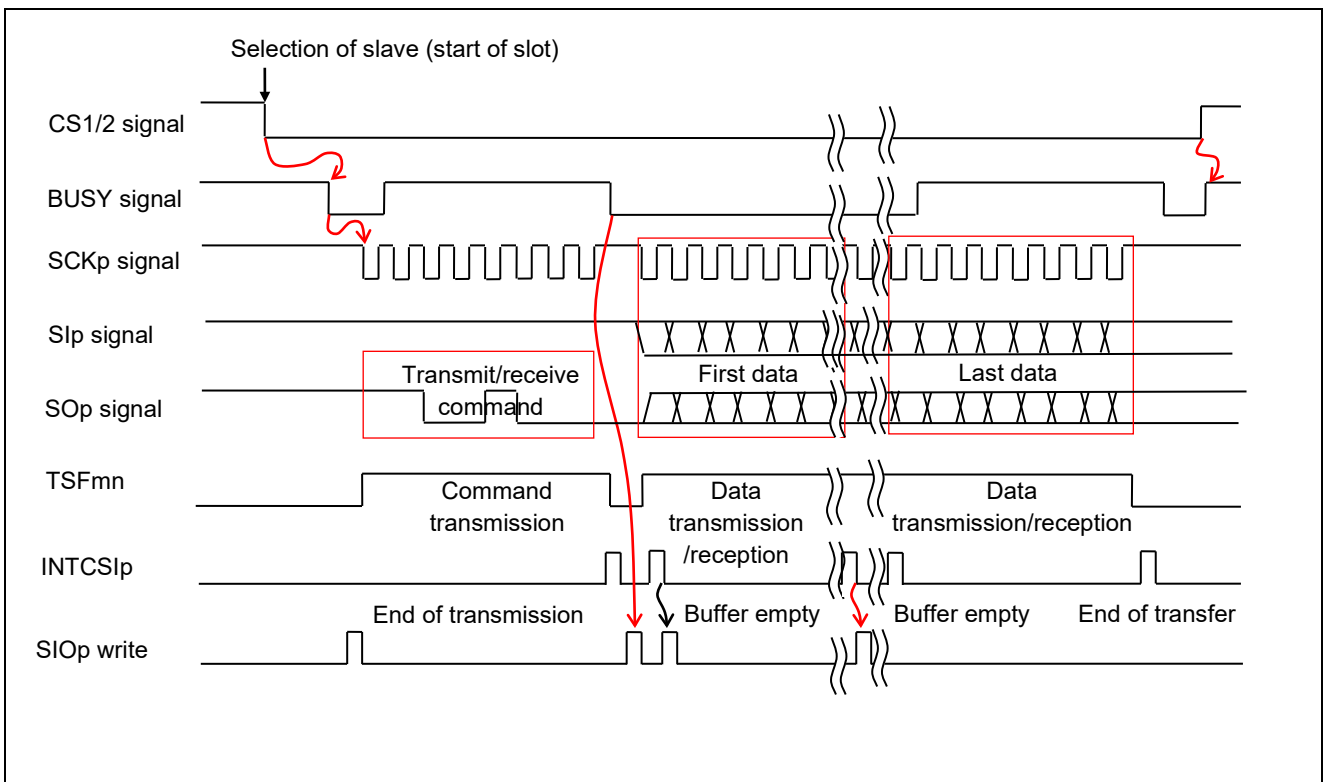 Selection of slave (start of slot)
CS1/2 signal
BUSY signal
SCKp signal
SIp signal
Transmit/receive
command
First data
Last data
SOp signal
TSFmn
Command
transmission
Data
transmission
/reception
Data
transmission/reception
INTCSIp
End of transmission
Buffer empty
Buffer empty
End of transfer
SIOp write